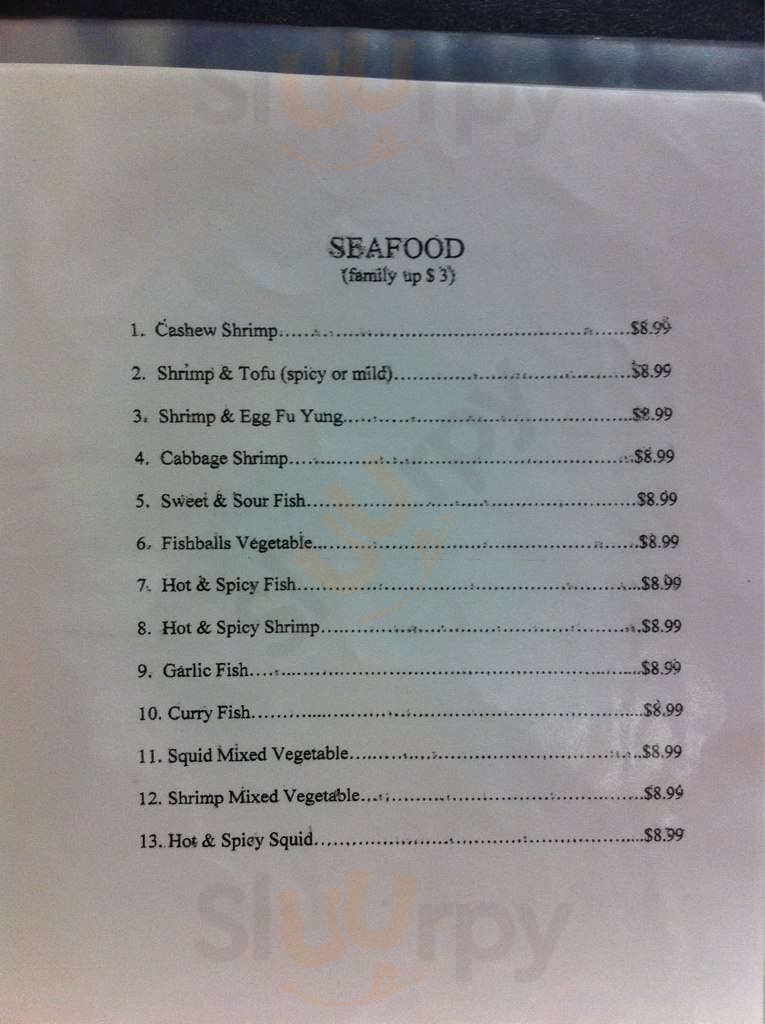 Sluurpy
SEAFOOD
(family up $ 3)
1. Cashew Shrimp.....$8.99
2. Shrimp & Tofu (spicy or mild).....$8.99
3. Shrimp & Egg Fu Yung.....$8.99
4. Cabbage Shrimp.....$8.99
5. Sweet & Sour Fish.....$8.99
6. Fishballs Vegetable.....$8.99
7. Hot & Spicy Fish.....$8.99
8. Hot & Spicy Shrimp.....$8.99
9. Garlic Fish.....$8.99
10. Curry Fish.....$8.99
11. Squid Mixed Vegetable.....$8.99
12. Shrimp Mixed Vegetable.....$8.99
13. Hot & Spicy Squid.....$8.99
Sluurpy
Sluurpy